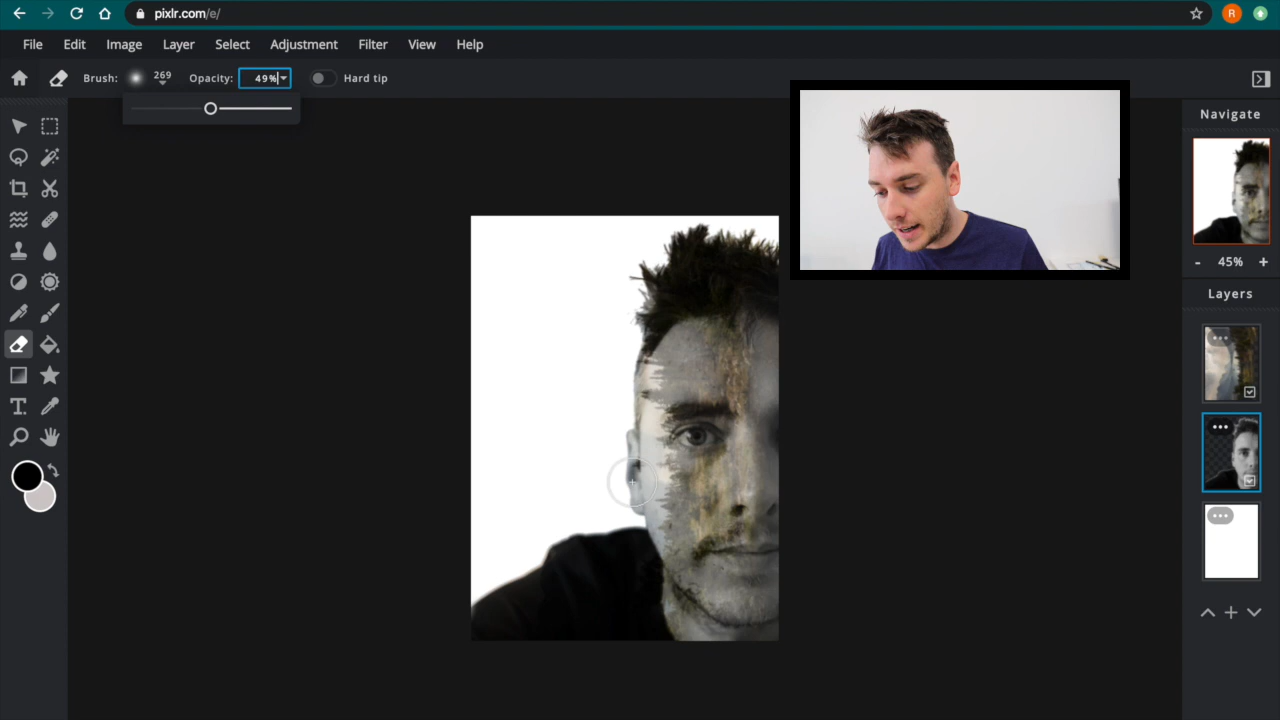 pixlr.com/e/
R
File Edit Image Layer Select Adjustment Filter View Help
Brush: 269 Opacity: 49% Hard tip
Navigate
- 45% +
Layers
T.